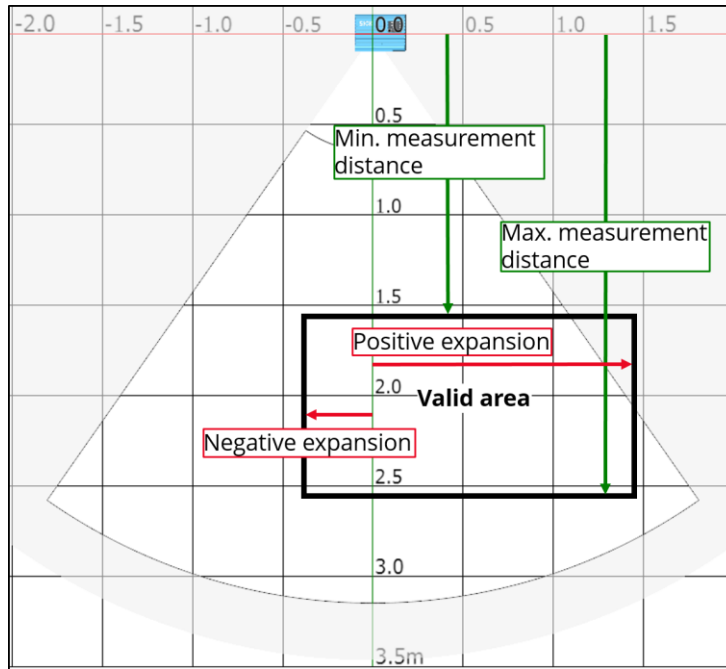 -2.0
-1.5
-1.0
-0.5
0.0
0.5
1.0
1.5
0.5
Min. measurement
distance
1.0
Max. measurement
distance
1.5
Positive expansion
2.0
Valid area
Negative expansion
2.5
3.0
3.5m